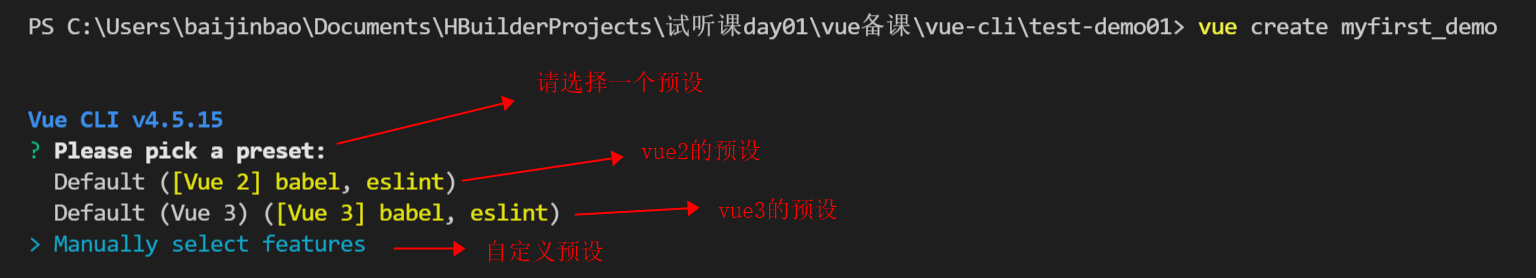 PS C:\Users\baijinbao\Documents\HBuilderProjects\试听课day01\vue备课\vue-cli\test-demo01> vue create myfirst_demo
请选择一个预设
Vue CLI v4.5.15
? Please pick a preset:
vue2的预设
Default ([Vue 2] babel, eslint)
Default (Vue 3) ([Vue 3] babel, eslint)
vue3的预设
> Manually select features
自定义预设